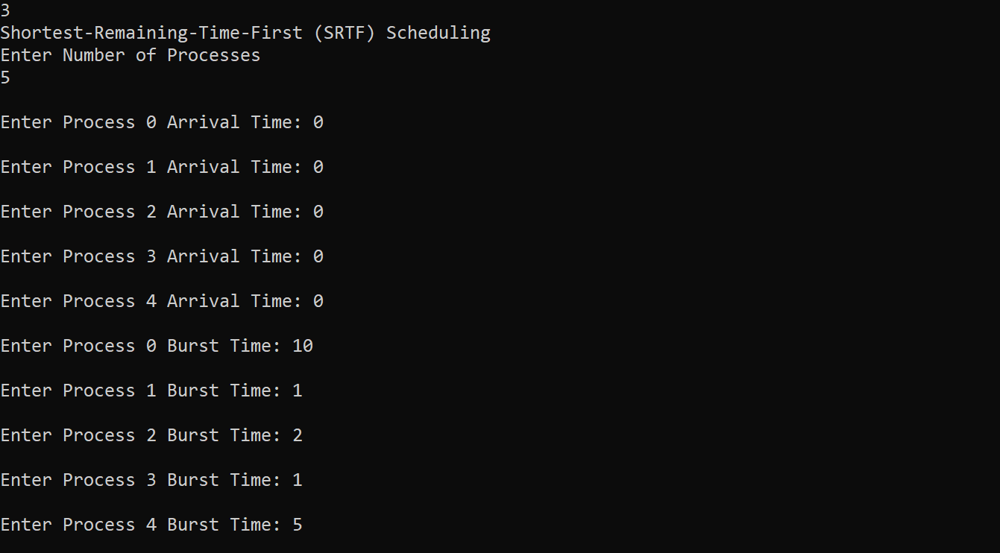 3
Shortest-Remaining-Time-First (SRTF) Scheduling
Enter Number of Processes
5
Enter Process 0 Arrival Time: 0
Enter Process 1 Arrival Time: 0
Enter Process 2 Arrival Time: 0
Enter Process 3 Arrival Time: 0
Enter Process 4 Arrival Time: 0
Enter Process 0 Burst Time: 10
Enter Process 1 Burst Time: 1
Enter Process 2 Burst Time: 2
Enter Process 3 Burst Time: 1
Enter Process 4 Burst Time: 5